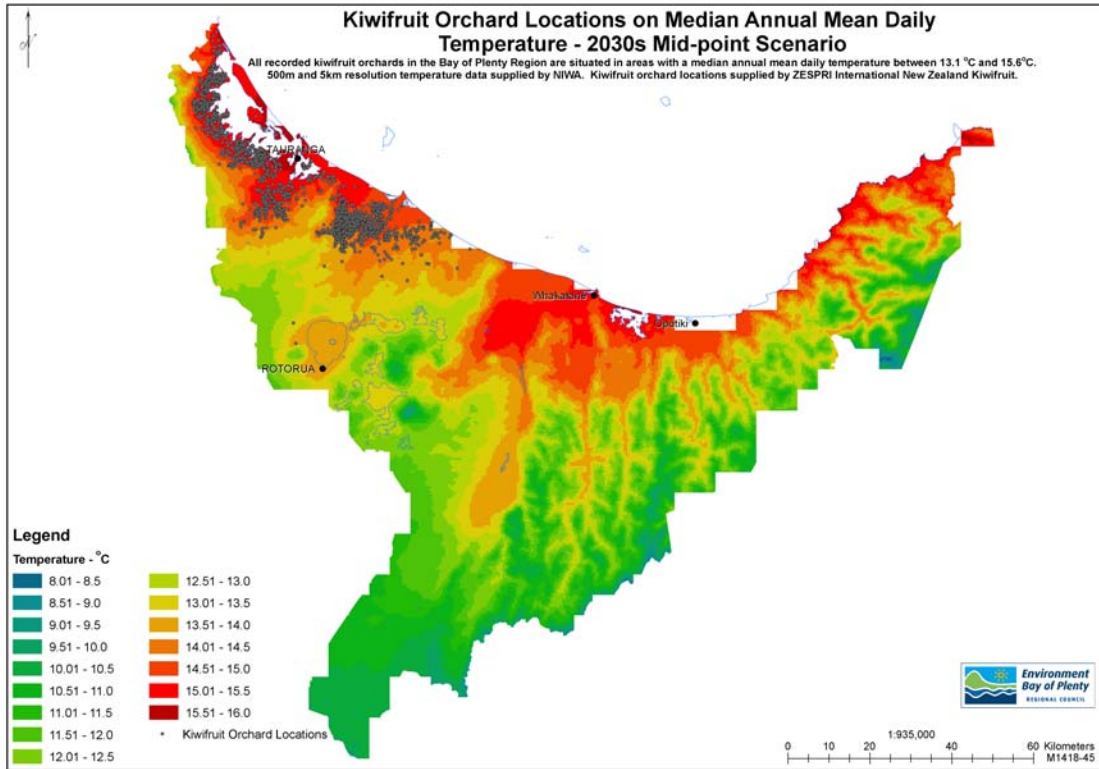 Kiwifruit Orchard Locations on Median Annual Mean Daily
Temperature - 2030s Mid-point Scenario
All recorded kiwifruit orchards in the Bay of Plenty Region are situated in areas with a median annual mean daily temperature between 13.1 °C and 15.6°C.
500m and 5km resolution temperature data supplied by NIWA. Kiwifruit orchard locations supplied by ZESPRI International New Zealand Kiwifruit.
TAURANGA
Whakatane
Opotiki
ROTORUA
Legend
Temperature - °C
8.01 - 8.5
8.51 - 9.0
9.01 - 9.5
9.51 - 10.0
10.01 - 10.5
10.51 - 11.0
11.01 - 11.5
11.51 - 12.0
12.01 - 12.5
12.51 - 13.0
13.01 - 13.5
13.51 - 14.0
14.01 - 14.5
14.51 - 15.0
15.01 - 15.5
15.51 - 16.0
Kiwifruit Orchard Locations
Environment
Bay of Plenty
REGIONAL COUNCIL
1:935,000
0 10 20 40 60 Kilometers
M1418-45